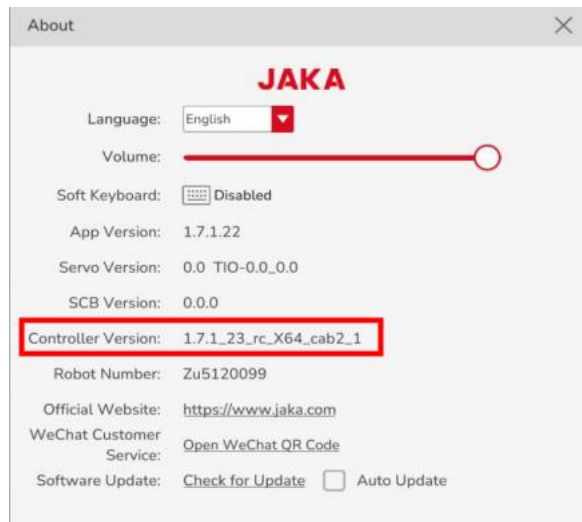 About
JAKA
Language: English
Volume:
Soft Keyboard: Disabled
App Version: 1.7.1.22
Servo Version: 0.0 TIO-0.0_0.0
SCB Version: 0.0.0
Controller Version: 1.7.1_23_rc_X64_cab2_1
Robot Number: Zu5120099
Official Website: https://www.jaka.com
WeChat Customer
Service: Open WeChat QR Code
Software Update: Check for Update Auto Update